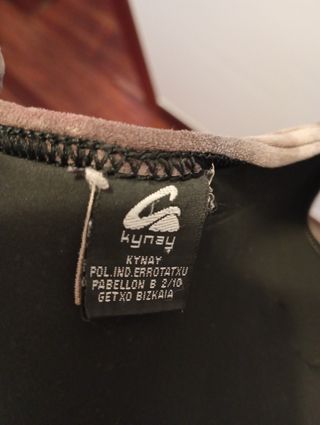 kynay
KYNAY
POL.IND.ERROTATXU
PABELLON B 2/10
GETXO BIZKAIA